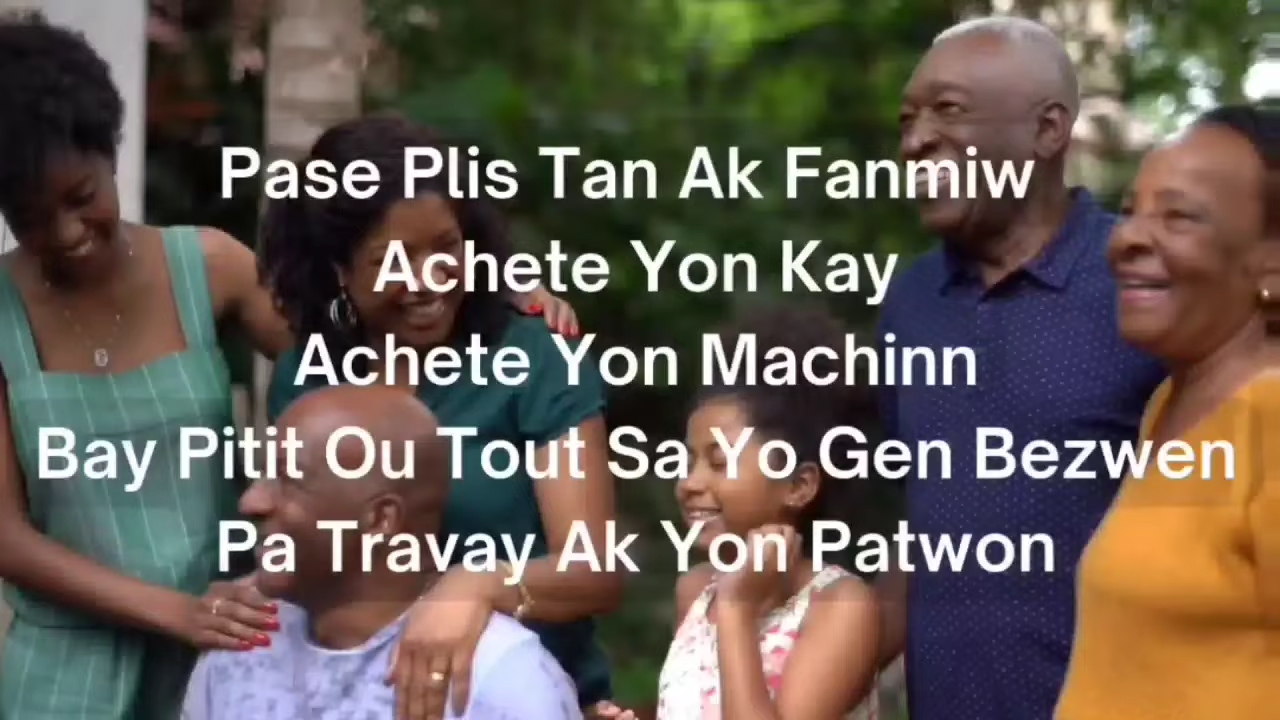 Pase Plis Tan Ak Fanmiw
Achete Yon Kay
Achete Yon Machinn
Bay Pitit Ou Tout Sa Yo Gen Bezwen
Pa Travay Ak Yon Patwon